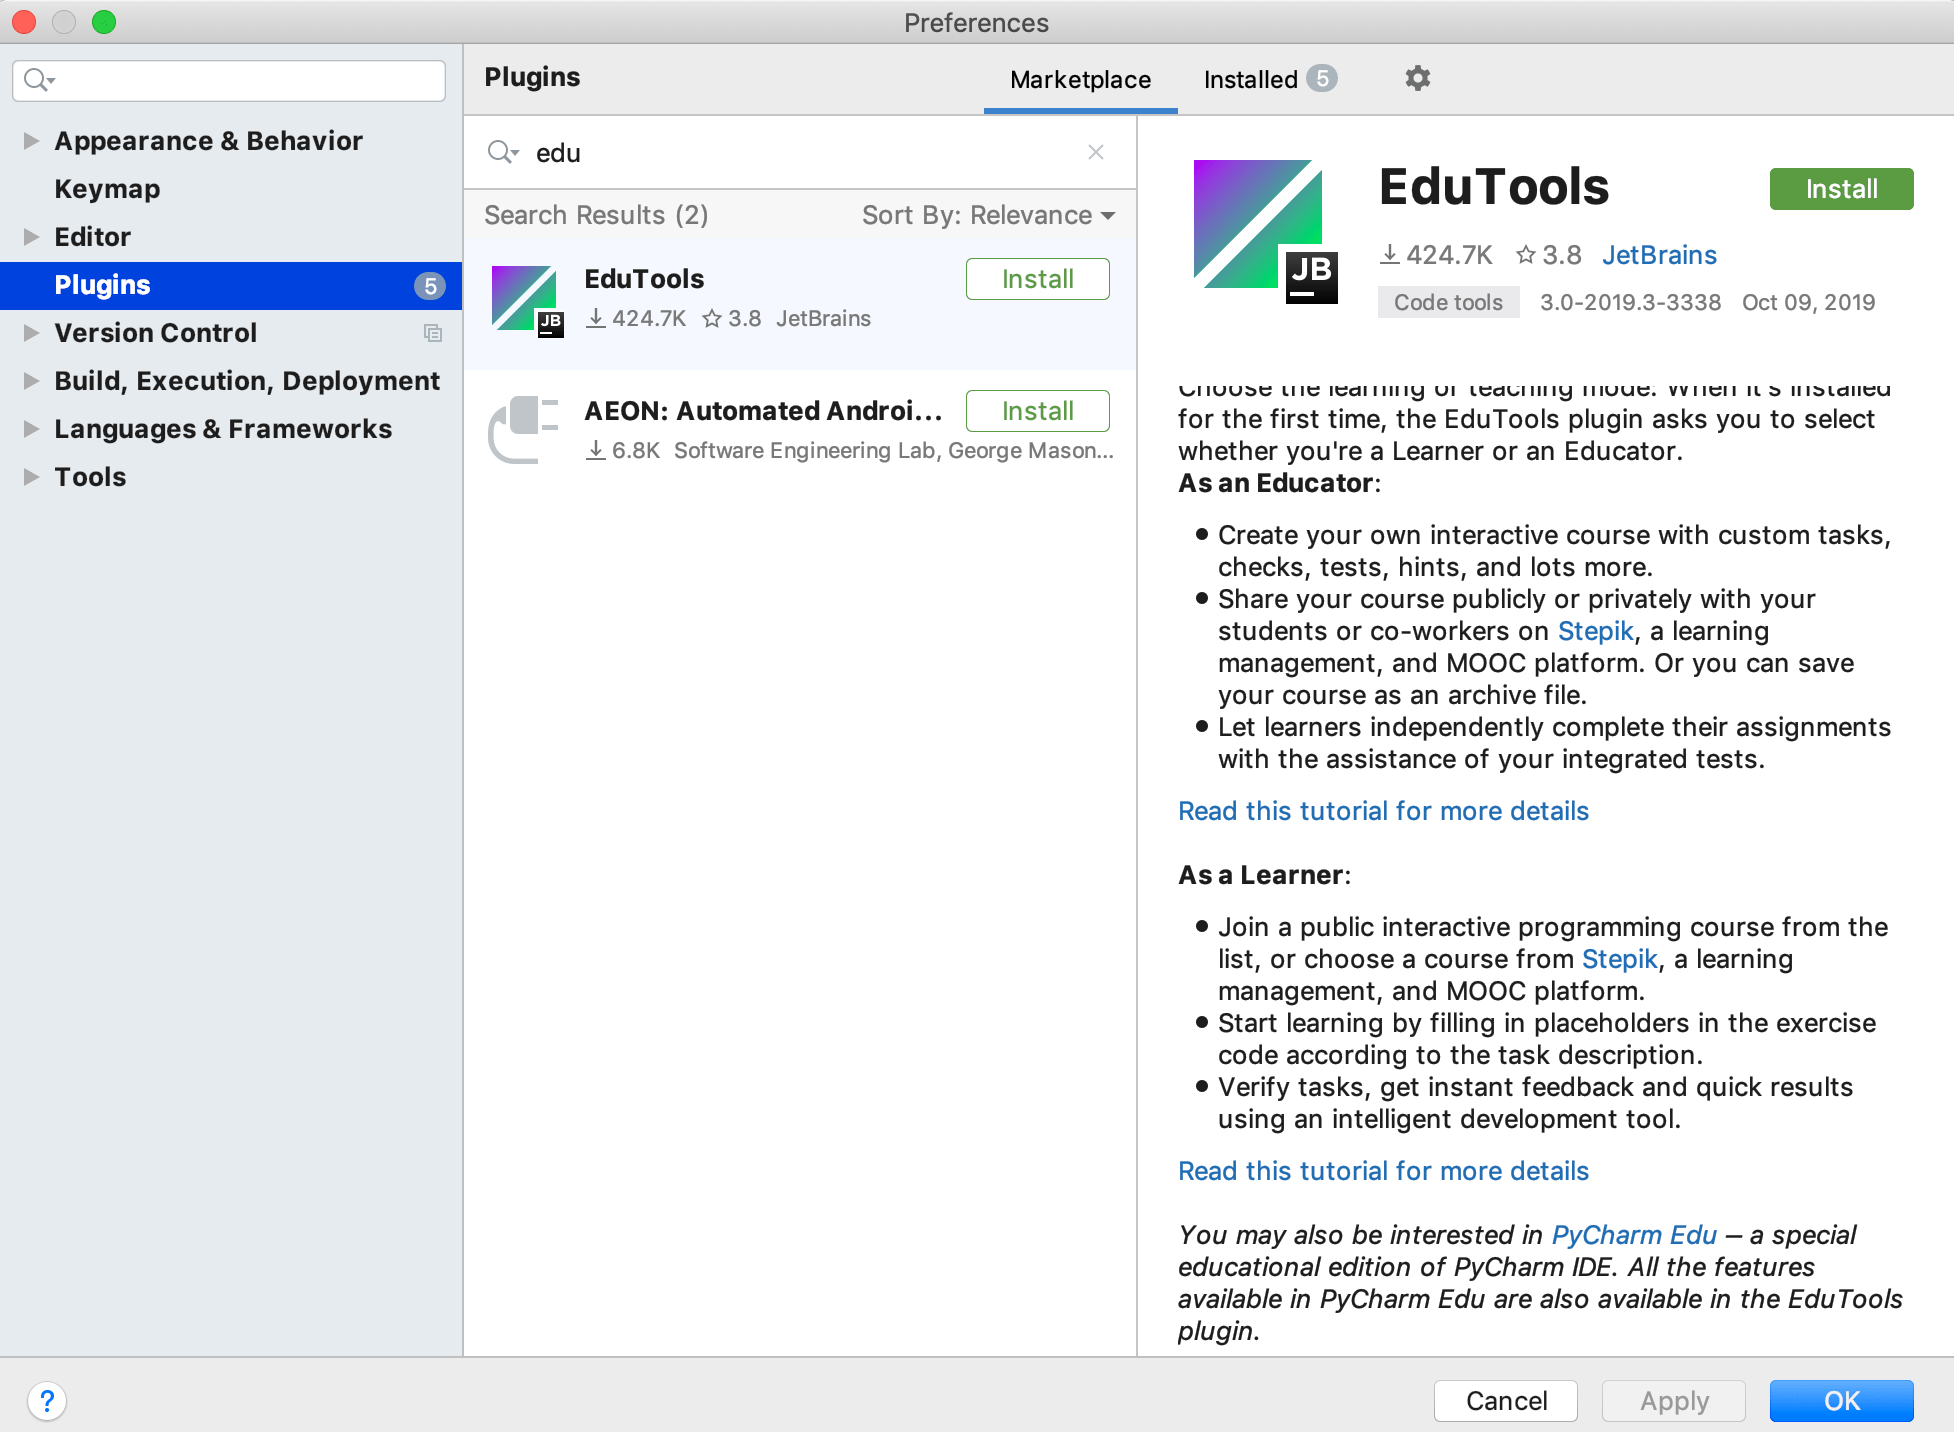 Preferences
Appearance & Behavior
Keymap
Editor
Plugins 5
Version Control
Build, Execution, Deployment
Languages & Frameworks
Tools
Plugins
Marketplace
Installed 5
edu
Search Results (2)
Sort By: Relevance
EduTools
424.7K 3.8 JetBrains
Install
JB
AEON: Automated Androi...
6.8K Software Engineering Lab, George Mason...
Install
JB
EduTools
Install
424.7K 3.8 JetBrains
Code tools 3.0-2019.3-3338 Oct 09, 2019
Choose the learning or teaching mode: When it's installed
for the first time, the EduTools plugin asks you to select
whether you're a Learner or an Educator.
As an Educator:
Create your own interactive course with custom tasks,
checks, tests, hints, and lots more.
Share your course publicly or privately with your
students or co-workers on Stepik, a learning
management, and MOOC platform. Or you can save
your course as an archive file.
Let learners independently complete their assignments
with the assistance of your integrated tests.
Read this tutorial for more details
As a Learner:
Join a public interactive programming course from the
list, or choose a course from Stepik, a learning
management, and MOOC platform.
Start learning by filling in placeholders in the exercise
code according to the task description.
Verify tasks, get instant feedback and quick results
using an intelligent development tool.
Read this tutorial for more details
You may also be interested in PyCharm Edu – a special
educational edition of PyCharm IDE. All the features
available in PyCharm Edu are also available in the EduTools
plugin.
?
Cancel
Apply
OK